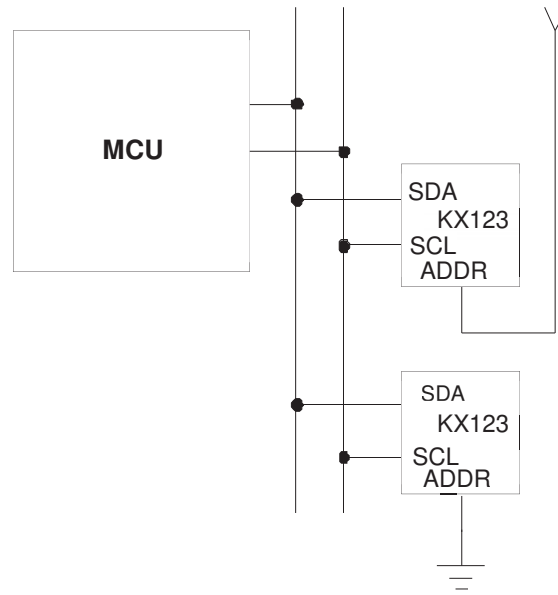 MCU
SDA
KX123
SCL
ADDR
SDA
KX123
SCL
ADDR